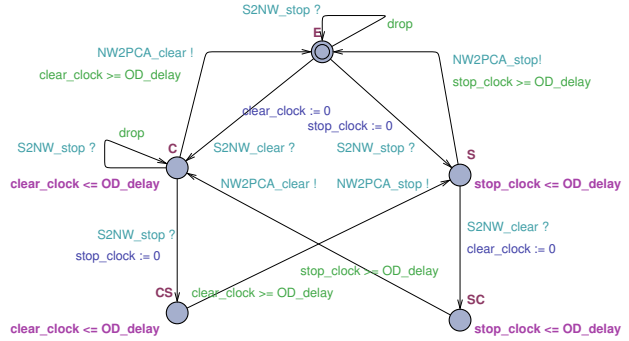 S2NW_stop ?
drop
E
NW2PCA_clear !
clear_clock >= OD_delay
NW2PCA_stop!
stop_clock >= OD_delay
clear_clock := 0
stop_clock := 0
drop
S2NW_stop ?
C
S2NW_clear ?
S2NW_stop ?
S
clear_clock <= OD_delay
NW2PCA_clear !
NW2PCA_stop !
stop_clock <= OD_delay
S2NW_stop ?
stop_clock := 0
S2NW_clear ?
clear_clock := 0
stop_clock >= OD_delay
CS
clear_clock >= OD_delay
SC
clear_clock <= OD_delay
stop_clock <= OD_delay